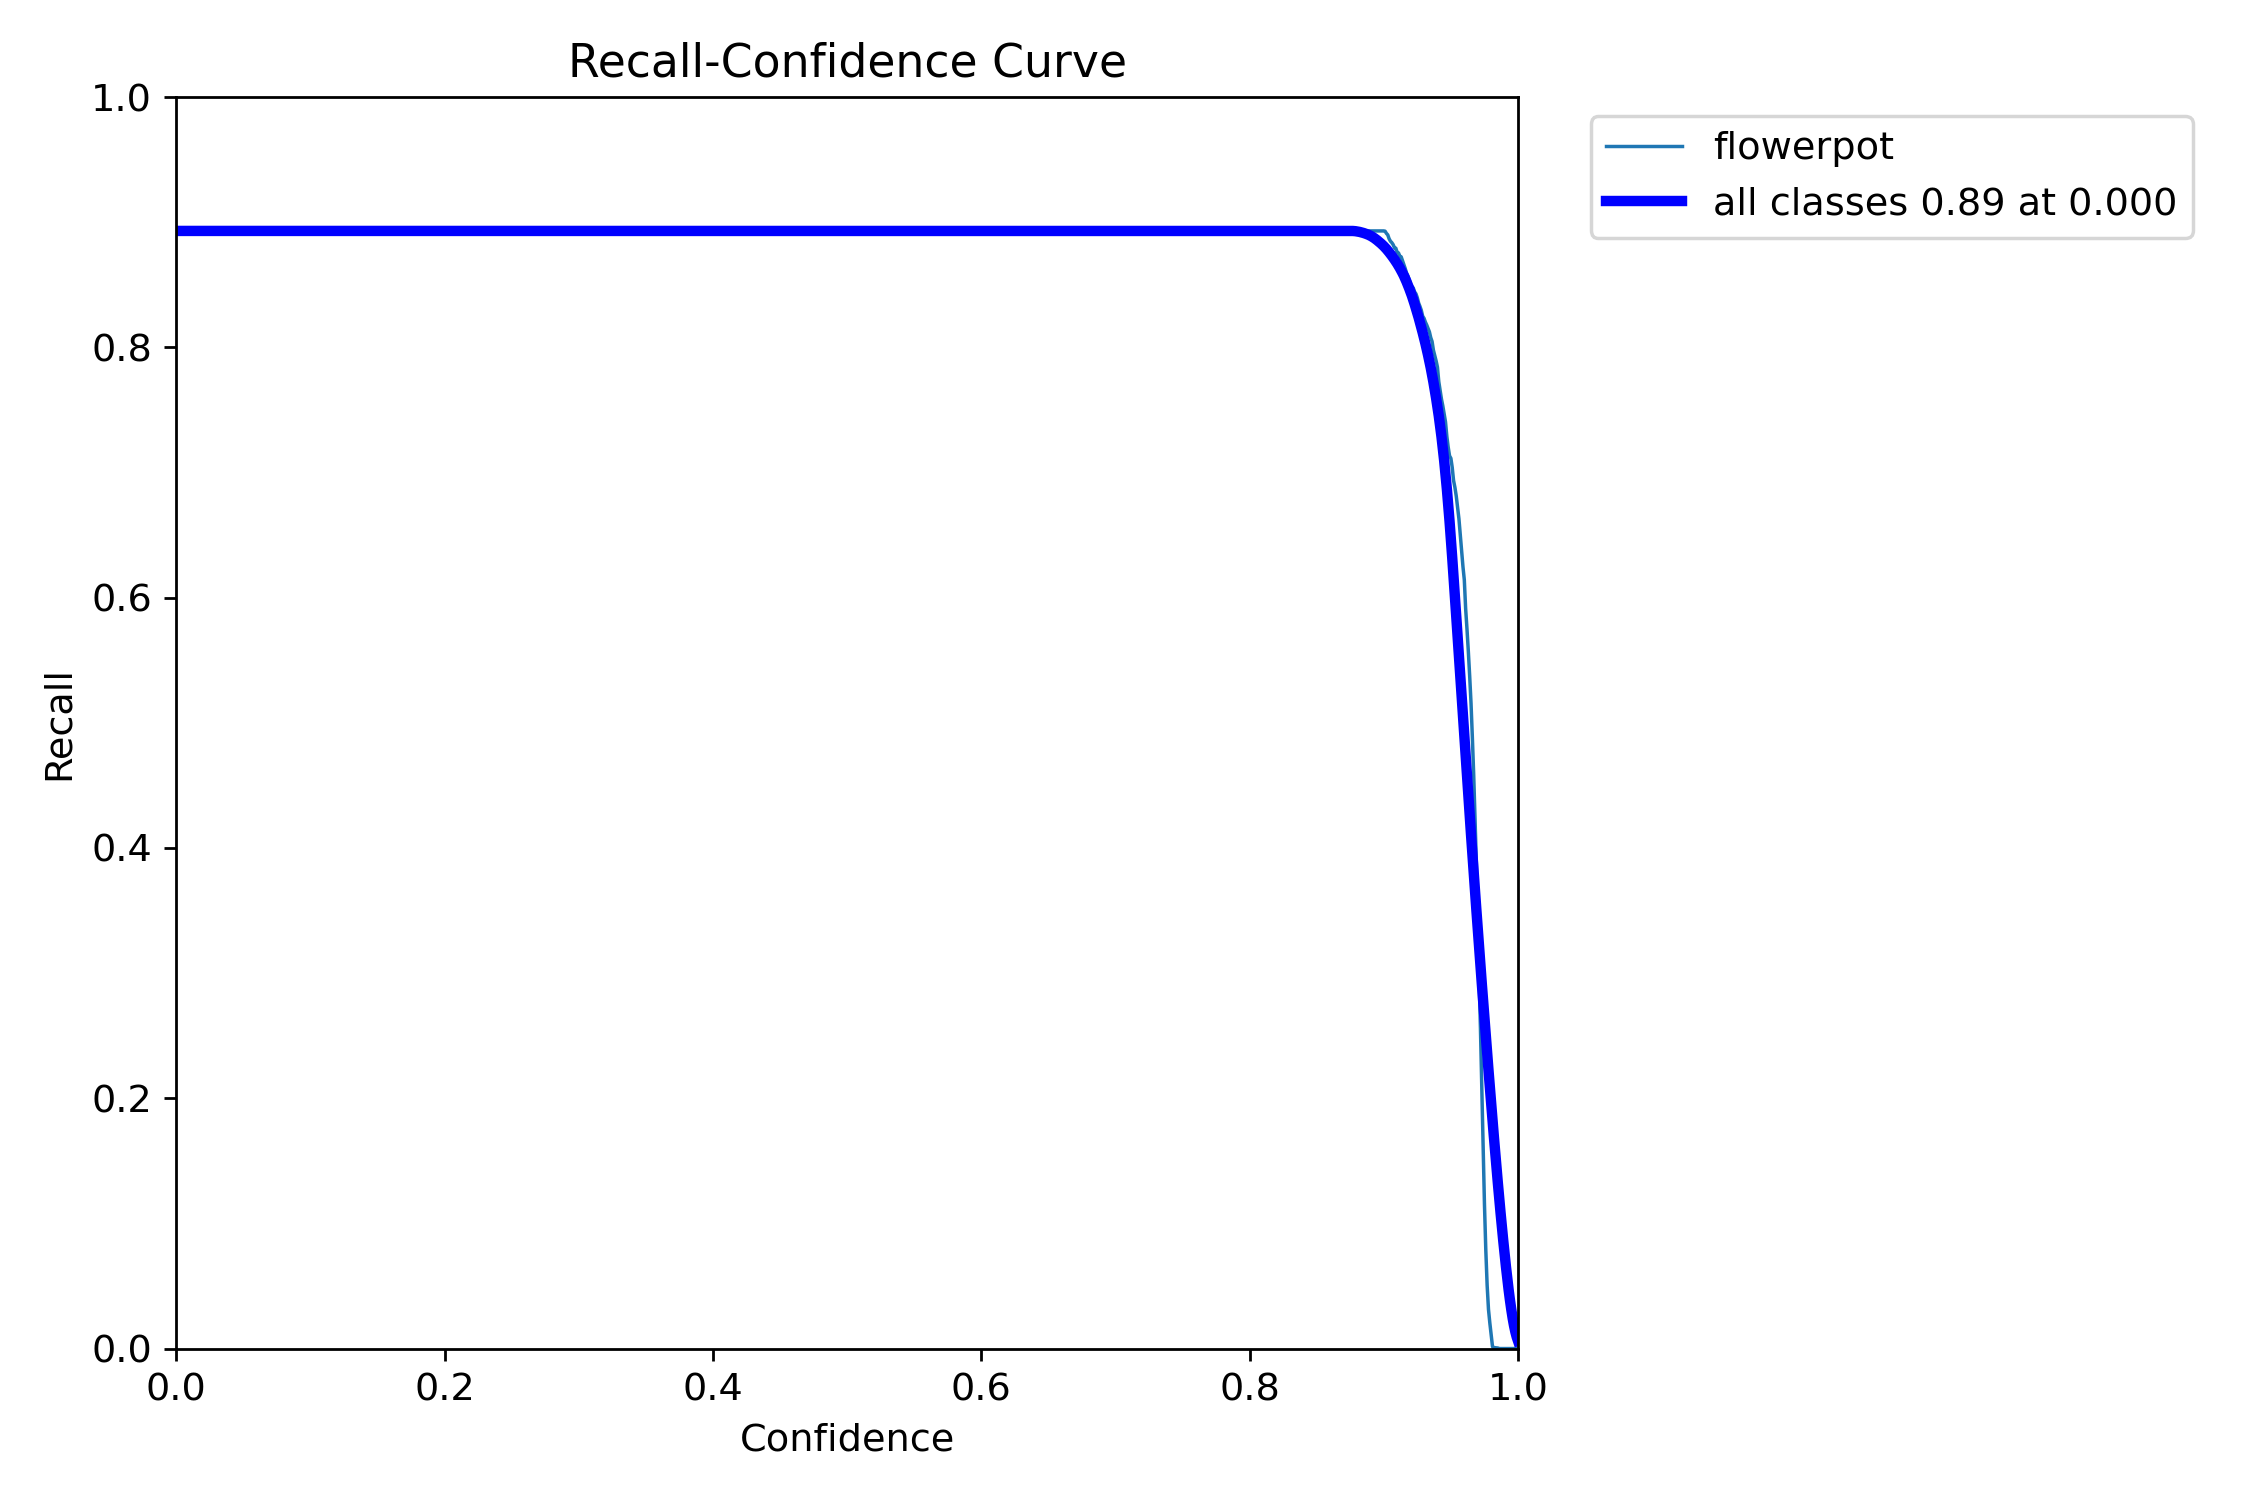 Recall-Confidence Curve
flowerpot
all classes 0.89 at 0.000
1.0
0.8
0.6
0.4
0.2
0.0
Recall
0.0 0.2 0.4 0.6 0.8 1.0
Confidence